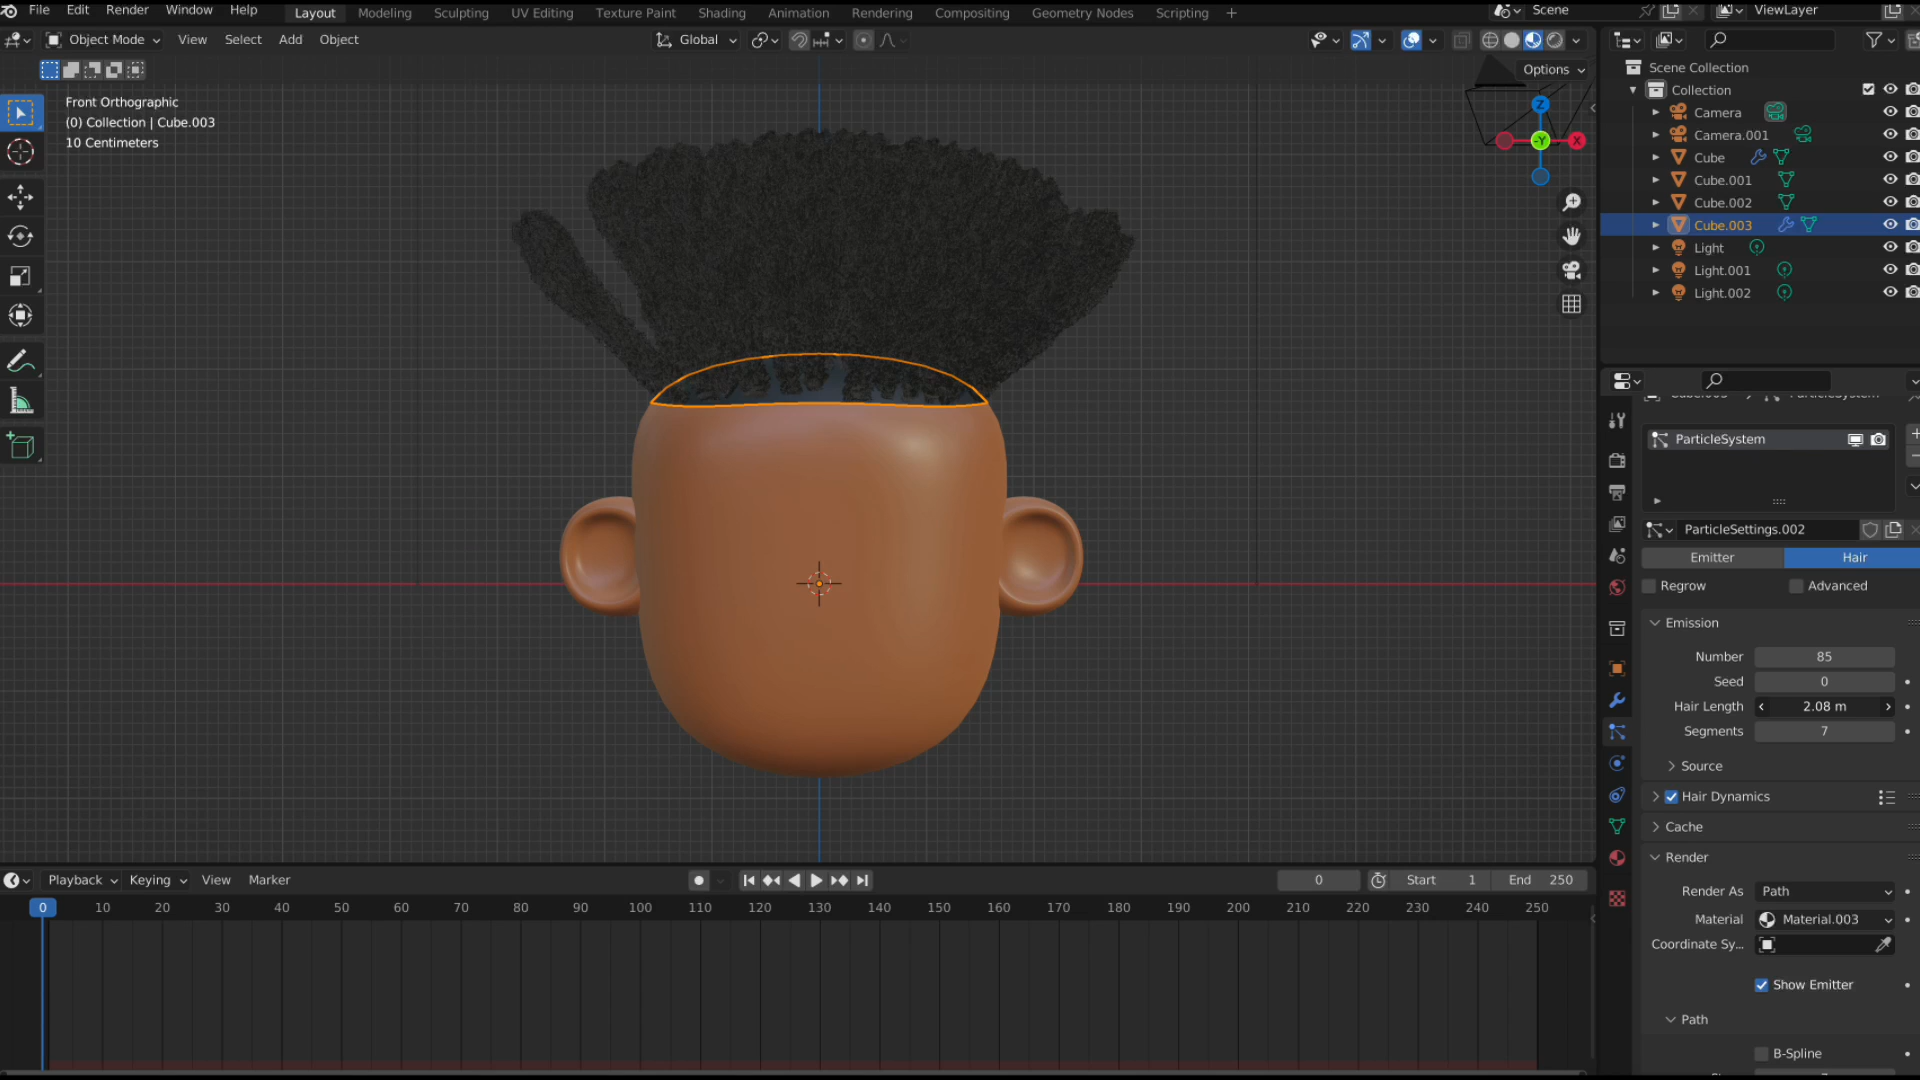 File Edit Render Window Help
Layout Modeling Sculpting UV Editing Texture Paint Shading Animation Rendering Compositing Geometry Nodes Scripting +
Scene
ViewLayer
Object Mode View Select Add Object
Global
Options
Front Orthographic
(0) Collection | Cube.003
10 Centimeters
Z
-Y
X
Scene Collection
Collection
Camera
Camera.001
Cube
Cube.001
Cube.002
Cube.003
Light
Light.001
Light.002
ParticleSystem
ParticleSettings.002
Emitter Hair
Regrow Advanced
Emission
Number 85
Seed 0
Hair Length 2.08 m
Segments 7
Source
Hair Dynamics
Cache
Render
Render As Path
Material Material.003
Coordinate Sy...
Show Emitter
Path
B-Spline
Playback Keying View Marker
0 Start 1 End 250
0 10 20 30 40 50 60 70 80 90 100 110 120 130 140 150 160 170 180 190 200 210 220 230 240 250